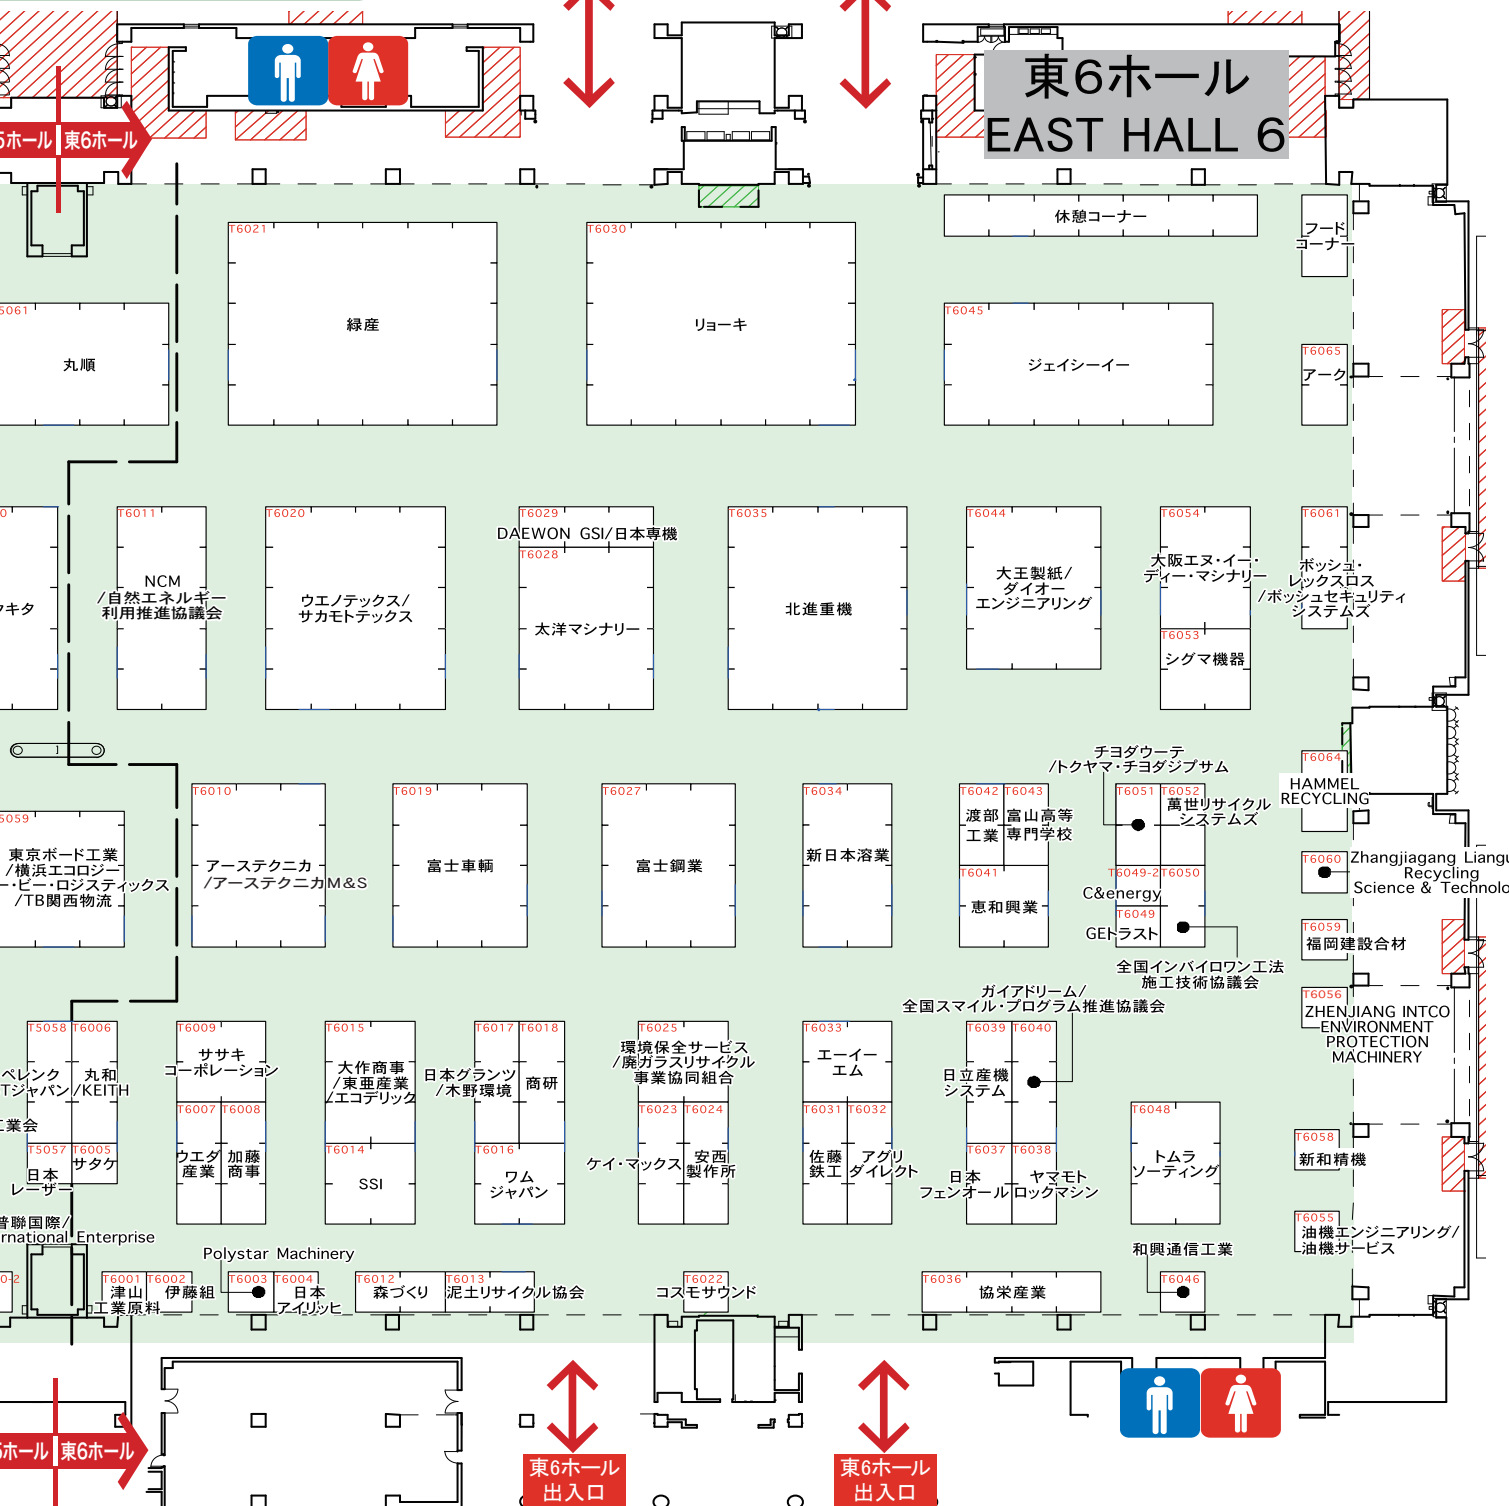 東6ホール
EAST HALL 6
5ホール
東6ホール
休憩コーナー
フード
コーナー
T6021
緑産
T6030
リョーキ
5061
丸順
T6045
ジェイシーイー
T6065
アーク
T6011
NCM
/自然エネルギー
利用推進協議会
T6020
ウエノテックス/
サカモトテックス
T6029
DAEWON GSI/日本専機
T6028
太洋マシナリー
T6035
北進重機
T6044
大王製紙/
ダイオー
エンジニアリング
T6054
大阪エヌ・イー・
ディー・マシナリー
T6053
シグマ機器
T6061
ボッシュ・
レックスロス
/ボッシュセキュリティ
システムズ
キタ
チヨダウーテ
/トクヤマ・チヨダジプサム
T6064
HAMMEL
RECYCLING
5059
東京ボード工業
/横浜エコロジー
ー・ビー・ロジスティックス
/TB関西物流
T6010
アーステクニカ
/アーステクニカM&S
T6019
富士車輌
T6027
富士鋼業
T6034
新日本溶業
T6042
渡部
工業
T6043
富山高等
専門学校
T6041
恵和興業
T6051
T6052
萬世リサイクル
システムズ
T6049-2
C&energy
T6050
T6049
GEトラスト
全国インバイロワン工法
施工技術協議会
T6060
Zhangjiagang Liangu
Recycling
Science & Technolo
T6059
福岡建設合材
T6056
ZHENJIANG INTCO
ENVIRONMENT
PROTECTION
MACHINERY
ガイアドリーム/
全国スマイル・プログラム推進協議会
T5058
ペレンク
Tジャパン
T6006
丸和
/KEITH
工業会
T5057
日本
レーザー
T6005
サタケ
T6009
ササキ
コーポレーション
T6007
ウエダ
産業
T6008
加藤
商事
T6015
大作商事
/東亜産業
/エコデリック
T6014
SSI
T6017
日本グランツ
/木野環境
T6018
商研
T6016
ワム
ジャパン
T6025
環境保全サービス
/廃ガラスリサイクル
事業協同組合
T6023
ケイ・マックス
T6024
安西
製作所
T6033
エーイー
エム
T6031
佐藤
鉄工
T6032
アグリ
ダイレクト
T6039
日立産機
システム
T6040
T6037
日本
フェンオール
T6038
ヤマモト
ロックマシン
T6048
トムラ
ソーティング
T6058
新和精機
T6055
油機エンジニアリング/
油機サービス
普聯国際/
rnational Enterprise
0-2
T6001
津山
工業原料
T6002
伊藤組
Polystar Machinery
T6003
T6004
日本
アイリッヒ
T6012
森づくり
T6013
泥土リサイクル協会
T6022
コスモサウンド
T6036
協栄産業
和興通信工業
T6046
5ホール
東6ホール
東6ホール
出入口
東6ホール
出入口